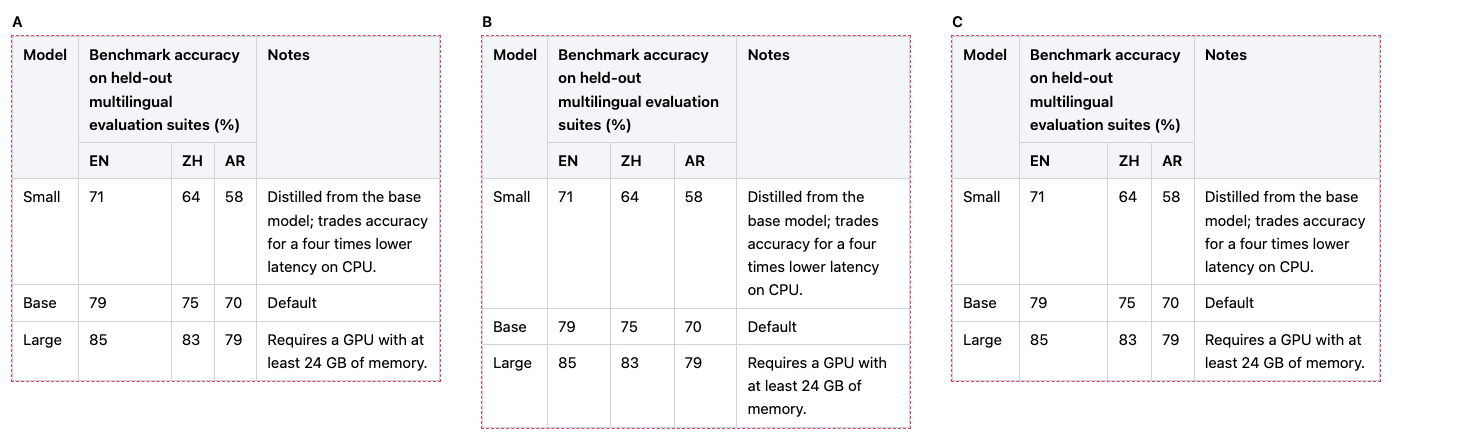 A
Model
Benchmark accuracy
on held-out
multilingual
evaluation suites (%)
Notes
EN
ZH
AR
Small
71
64
58
Distilled from the base
model; trades accuracy
for a four times lower
latency on CPU.
Base
79
75
70
Default
Large
85
83
79
Requires a GPU with at
least 24 GB of memory.
B
Model
Benchmark accuracy
on held-out
multilingual evaluation
suites (%)
Notes
EN
ZH
AR
Small
71
64
58
Distilled from the
base model; trades
accuracy for a four
times lower latency
on CPU.
Base
79
75
70
Default
Large
85
83
79
Requires a GPU with
at least 24 GB of
memory.
C
Model
Benchmark accuracy
on held-out
multilingual
evaluation suites (%)
Notes
EN
ZH
AR
Small
71
64
58
Distilled from the base
model; trades accuracy
for a four times lower
latency on CPU.
Base
79
75
70
Default
Large
85
83
79
Requires a GPU with at
least 24 GB of memory.